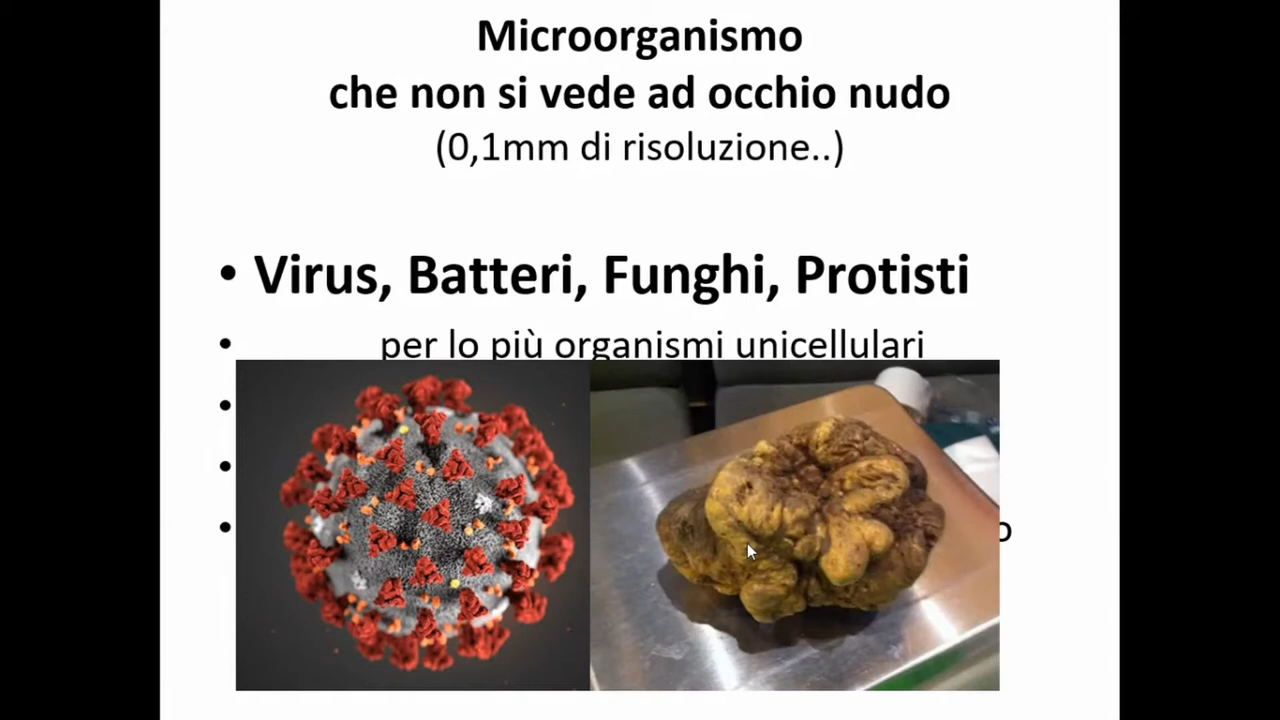 Microorganismo
che non si vede ad occhio nudo
(0,1mm di risoluzione..)
• Virus, Batteri, Funghi, Protisti
• per lo più organismi unicellulari
•
•
•